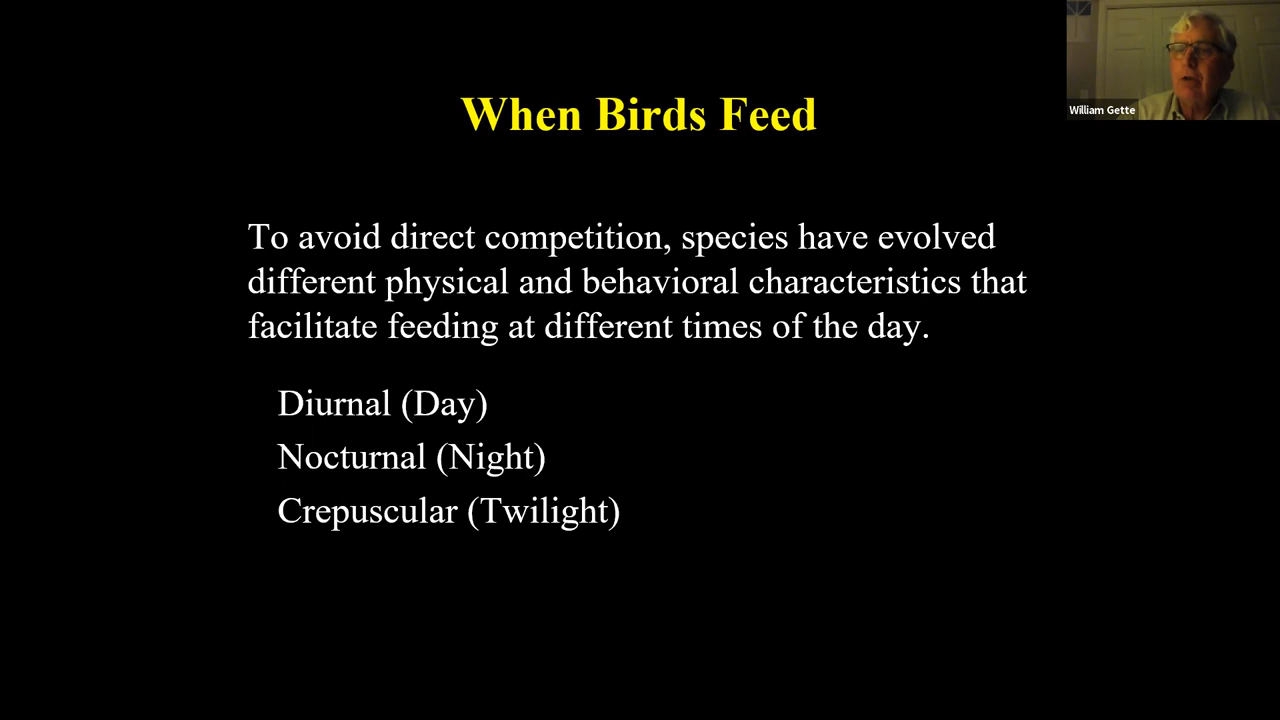 When Birds Feed
William Gette
To avoid direct competition, species have evolved
different physical and behavioral characteristics that
facilitate feeding at different times of the day.
Diurnal (Day)
Nocturnal (Night)
Crepuscular (Twilight)